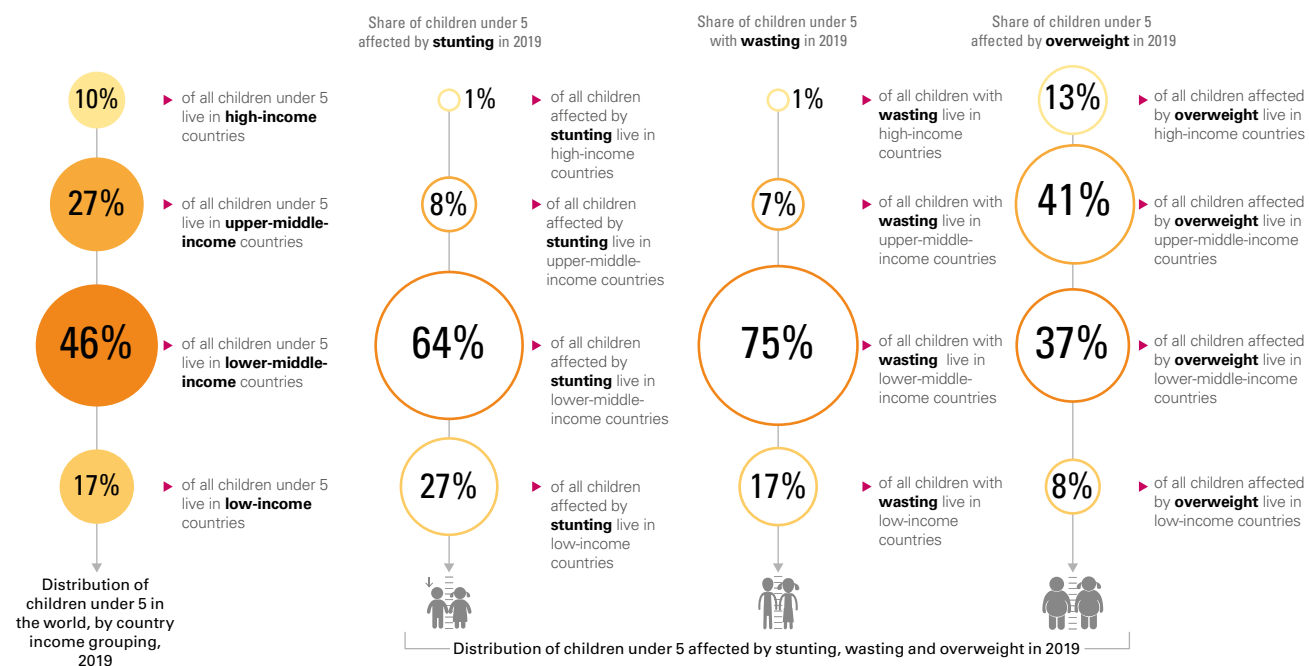 Share of children under 5
affected by stunting in 2019
Share of children under 5
with wasting in 2019
Share of children under 5
affected by overweight in 2019
10%
of all children under 5
live in high-income
countries
27%
of all children under 5
live in upper-middle-
income countries
46%
of all children under 5
live in lower-middle-
income countries
17%
of all children under 5
live in low-income
countries
Distribution of
children under 5 in
the world, by country
income grouping,
2019
1%
of all children
affected by
stunting live in
high-income
countries
8%
of all children
affected by
stunting live in
upper-middle-
income countries
64%
of all children
affected by
stunting live in
lower-middle-
income countries
27%
of all children
affected by
stunting live in
low-income
countries
1%
of all children with
wasting live in
high-income
countries
7%
of all children with
wasting live in
upper-middle-
income countries
75%
of all children with
wasting live in
lower-middle-
income countries
17%
of all children with
wasting live in
low-income
countries
13%
of all children affected
by overweight live in
high-income countries
41%
of all children affected
by overweight live in
upper-middle-income
countries
37%
of all children affected
by overweight live in
lower-middle-income
countries
8%
of all children affected
by overweight live in
low-income countries
Distribution of children under 5 affected by stunting, wasting and overweight in 2019